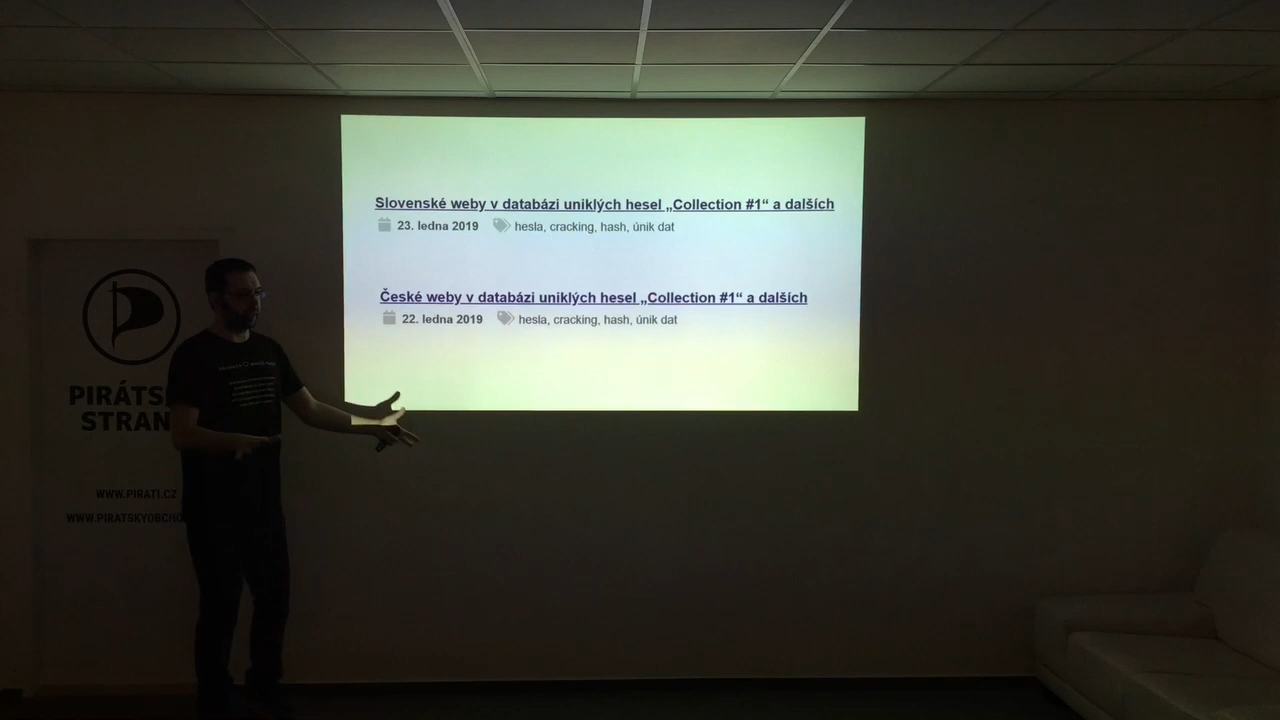 Slovenské weby v databázi uniklých hesel „Collection #1“ a dalších
23. ledna 2019 hesla, cracking, hash, únik dat
České weby v databázi uniklých hesel „Collection #1“ a dalších
22. ledna 2019 hesla, cracking, hash, únik dat
PIRÁTS
STRAN
WWW.PIRATI.CZ
WWW.PIRATSKYOBCHO